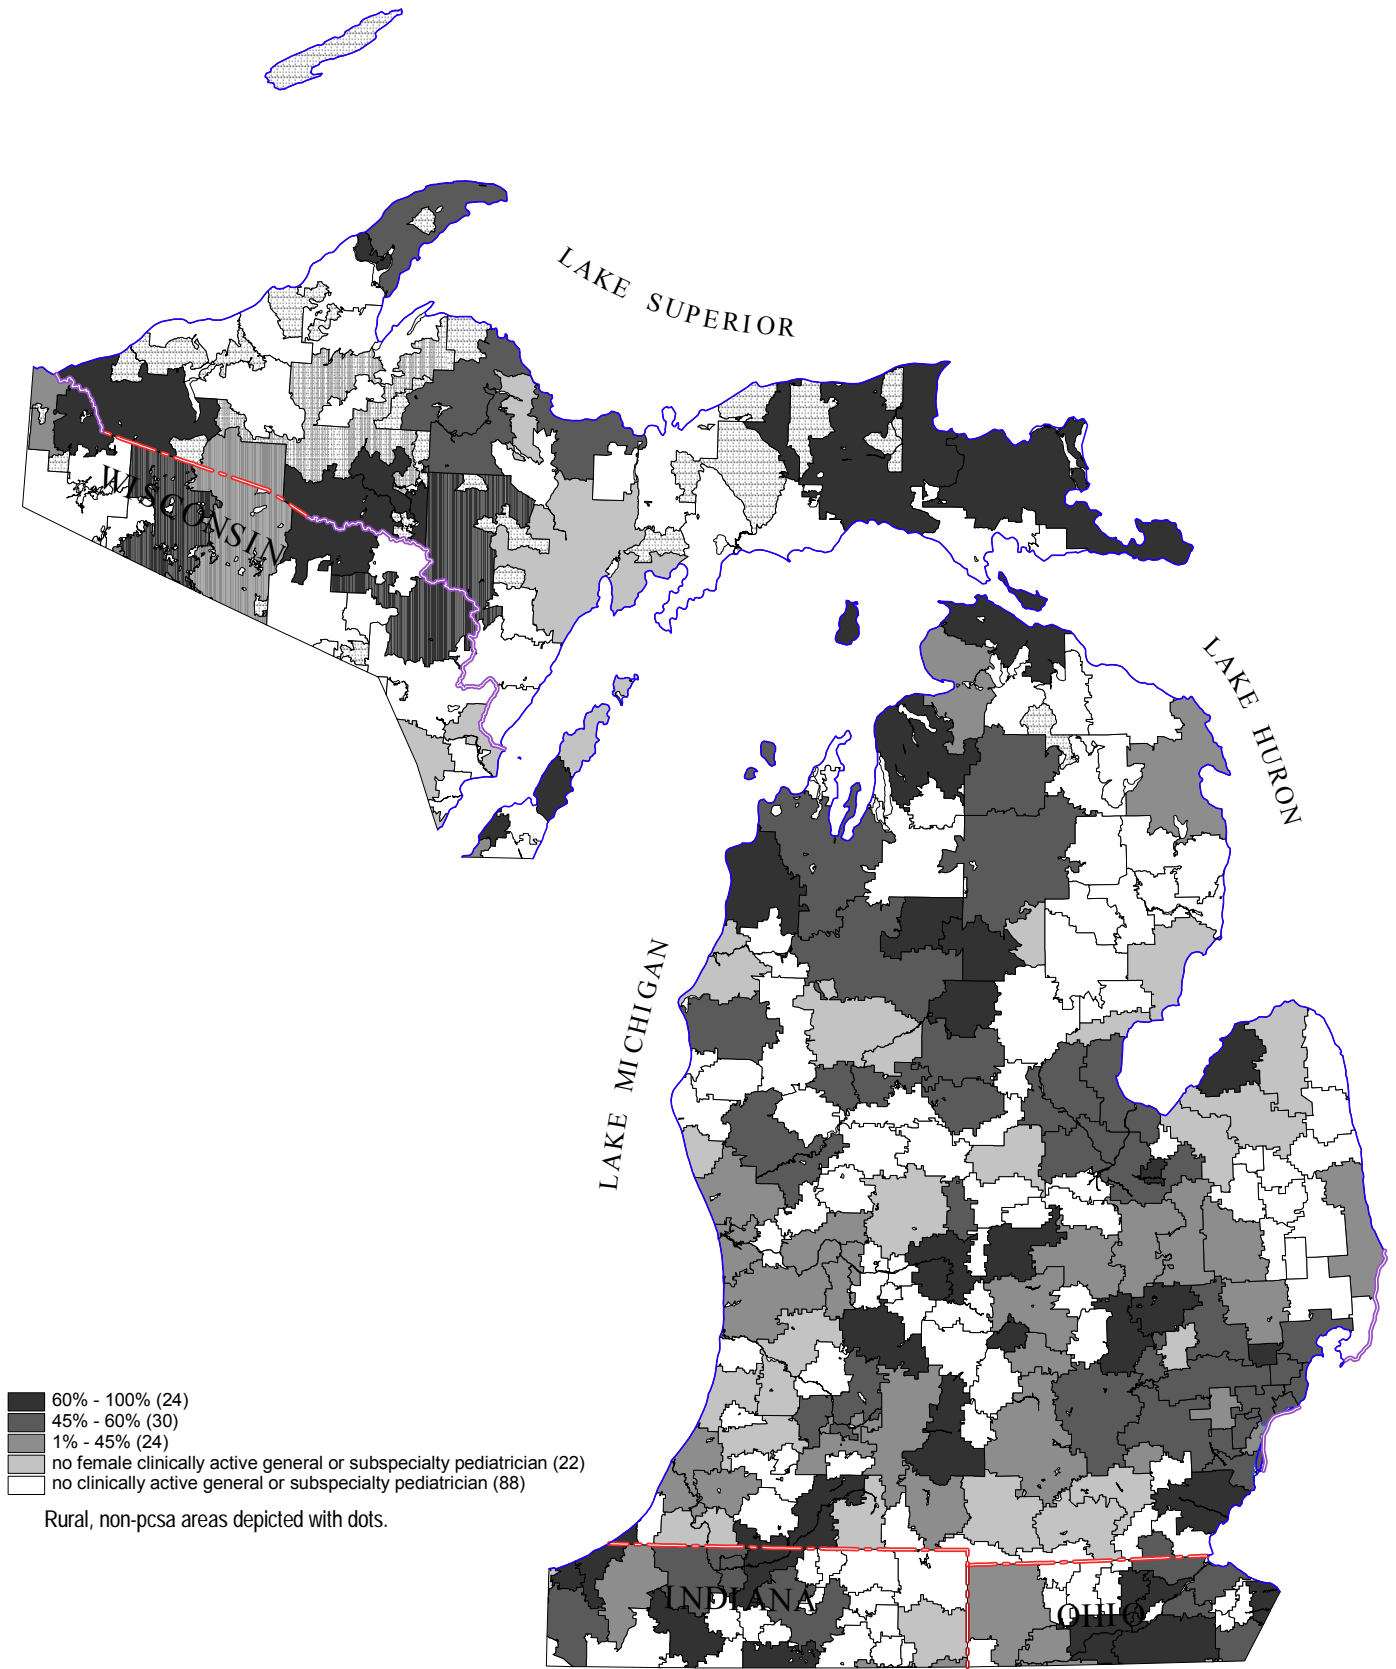 LAKE SUPERIOR
WISCONSIN
LAKE HURON
LAKE MICHIGAN
60% - 100% (24)
45% - 60% (30)
1% - 45% (24)
no female clinically active general or subspecialty pediatrician (22)
no clinically active general or subspecialty pediatrician (88)
Rural, non-pcsa areas depicted with dots.
INDIANA
OHIO